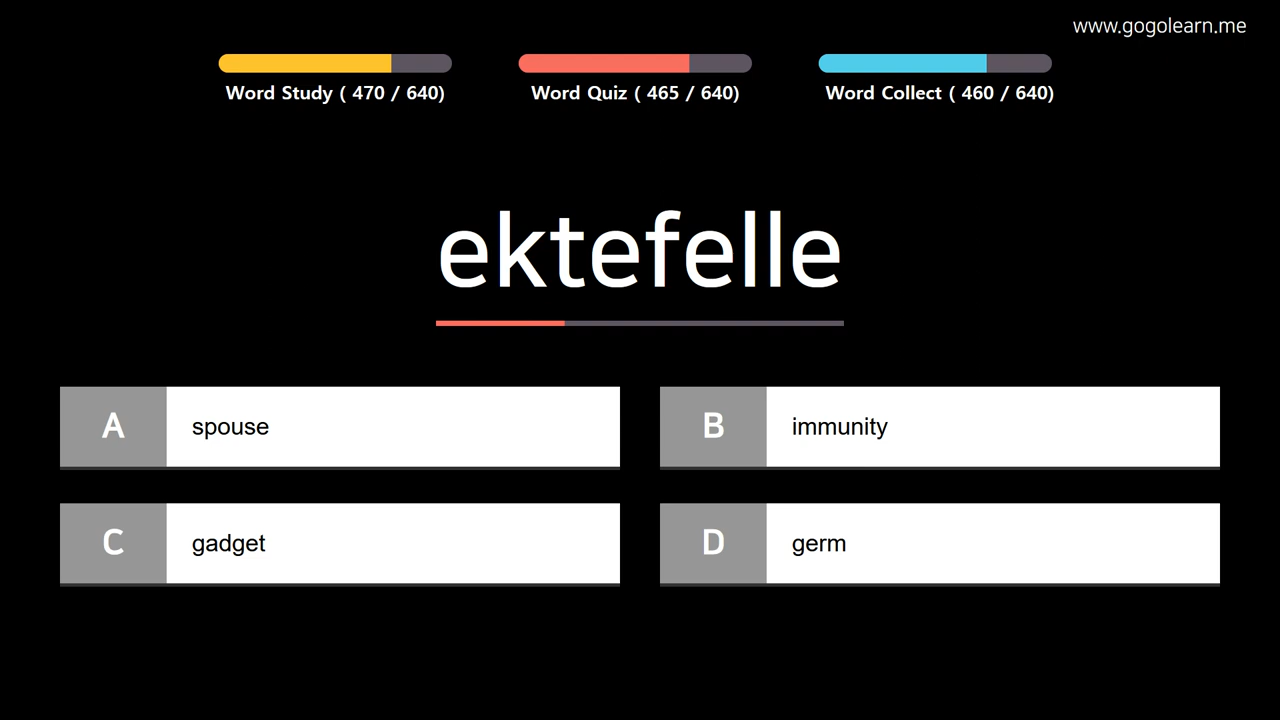 www.gogolearn.me
Word Study ( 470 / 640)
Word Quiz ( 465 / 640)
Word Collect ( 460 / 640)
ektefelle
A
spouse
B
immunity
C
gadget
D
germ